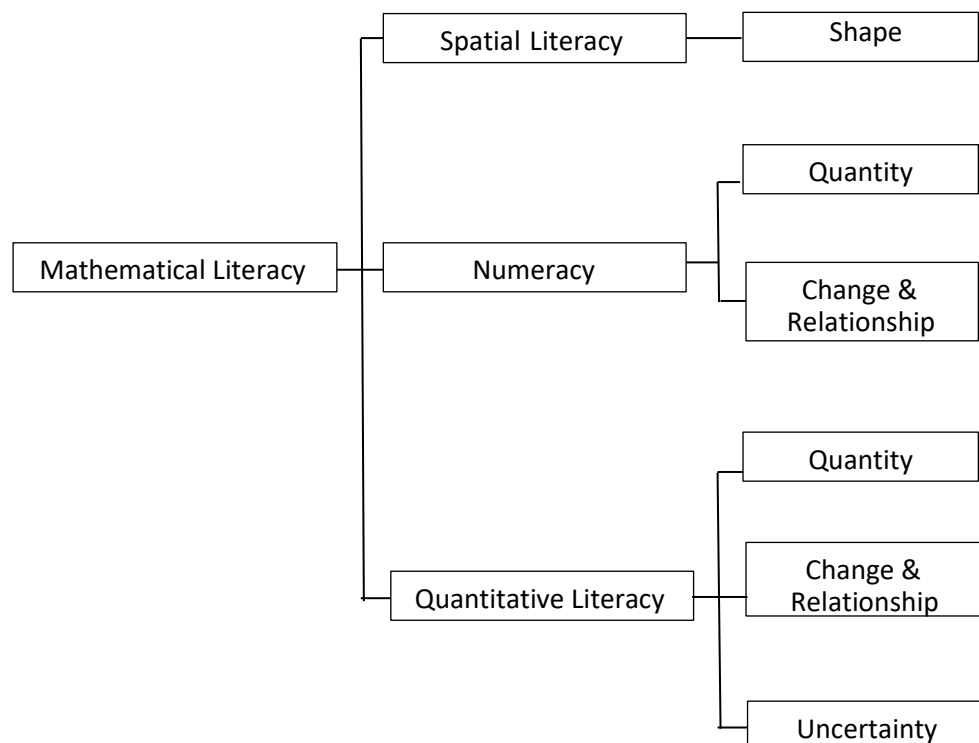 Spatial Literacy
Shape
Quantity
Mathematical Literacy
Numeracy
Change &
Relationship
Quantity
Quantitative Literacy
Change &
Relationship
Uncertainty